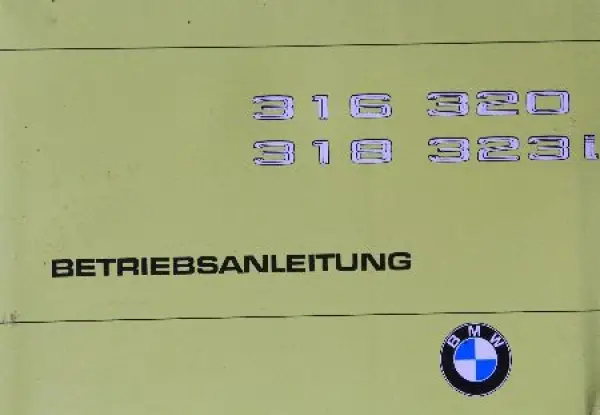 316 320
318 323i
BETRIEBSANLEITUNG
BMW